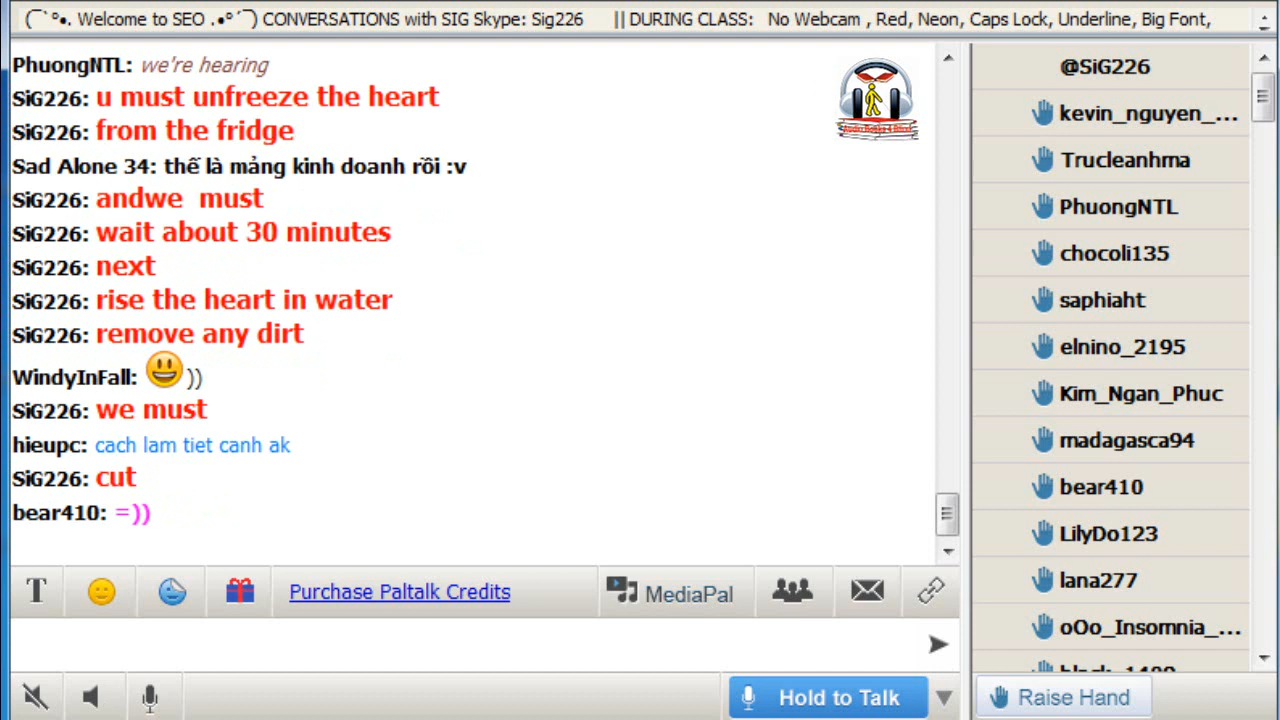 (¯`°•. Welcome to SEO .•°´¯) CONVERSATIONS with SIG Skype: Sig226 || DURING CLASS: No Webcam , Red, Neon, Caps Lock, Underline, Big Font,
PhuongNTL: we're hearing
SiG226: u must unfreeze the heart
SiG226: from the fridge
Sad Alone 34: thế là mảng kinh doanh rồi :v
SiG226: andwe must
SiG226: wait about 30 minutes
SiG226: next
SiG226: rise the heart in water
SiG226: remove any dirt
WindyInFall: ))
SiG226: we must
hieupc: cach lam tiet canh ak
SiG226: cut
bear410: =))
T
Purchase Paltalk Credits
MediaPal
Hold to Talk
@SiG226
kevin_nguyen_...
Trucleanhma
PhuongNTL
chocoli135
saphiaht
elnino_2195
Kim_Ngan_Phuc
madagasca94
bear410
LilyDo123
lana277
oOo_Insomnia_...
Raise Hand